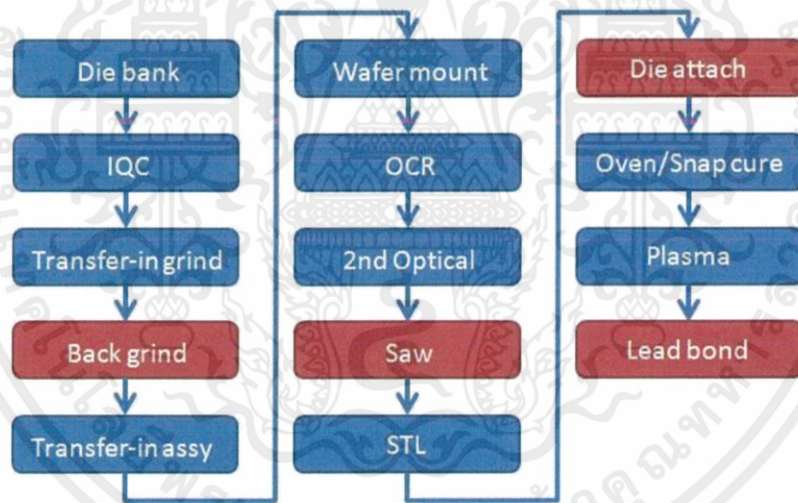 Die bank
IQC
Transfer-in grind
Back grind
Transfer-in assy
Wafer mount
OCR
2nd Optical
Saw
STL
Die attach
Oven/Snap cure
Plasma
Lead bond